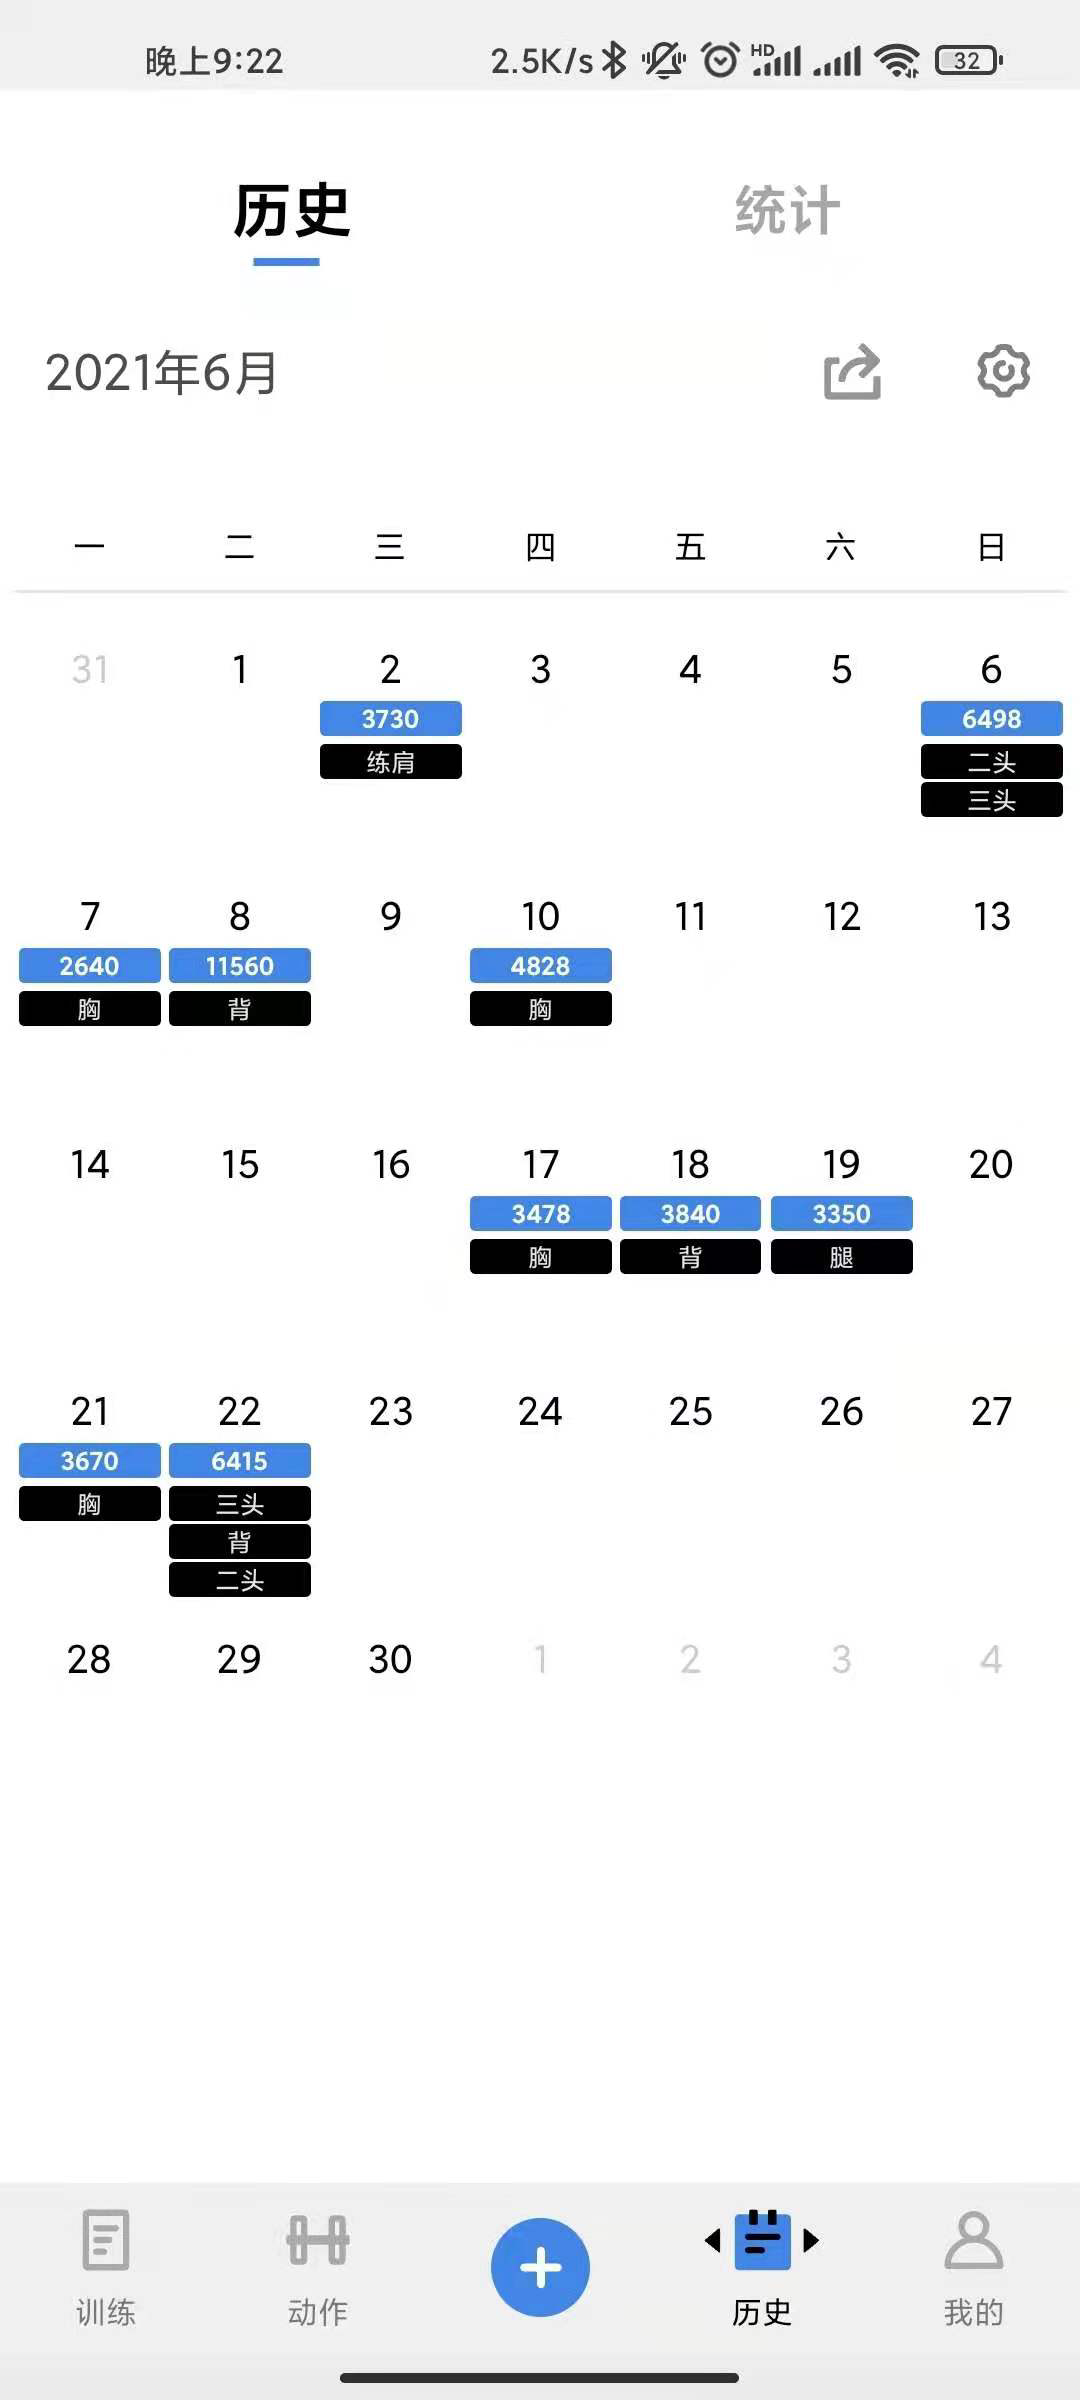 晚上9:22 2.5K/s HD 32
历史 统计
2021年6月
一 二 三 四 五 六 日
31 1 2 3 4 5 6
3730 6498
练肩 二头
三头
7 8 9 10 11 12 13
2640 11560 4828
胸 背 胸
14 15 16 17 18 19 20
3478 3840 3350
胸 背 腿
21 22 23 24 25 26 27
3670 6415
胸 三头
背
二头
28 29 30 1 2 3 4
训练 动作 历史 我的